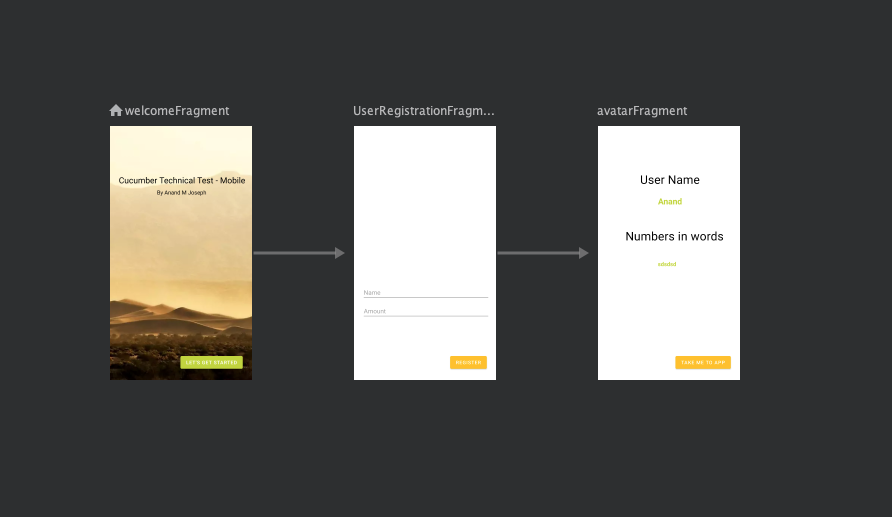 welcomeFragment
Cucumber Technical Test - Mobile
By Anand M Joseph
LET'S GET STARTED
UserRegistrationFragm...
Name
Amount
REGISTER
avatarFragment
User Name
Anand
Numbers in words
TAKE ME TO APP